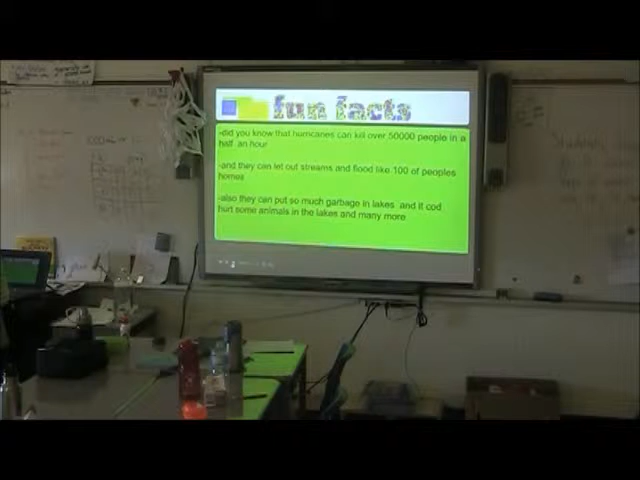 fun facts
-did you know that hurricanes can kill over 50000 people in a
half an hour
-and they can let out streams and flood like 100 of peoples
homes
-also they can put so much garbage in lakes and it cod
hurt some animals in the lakes and many more